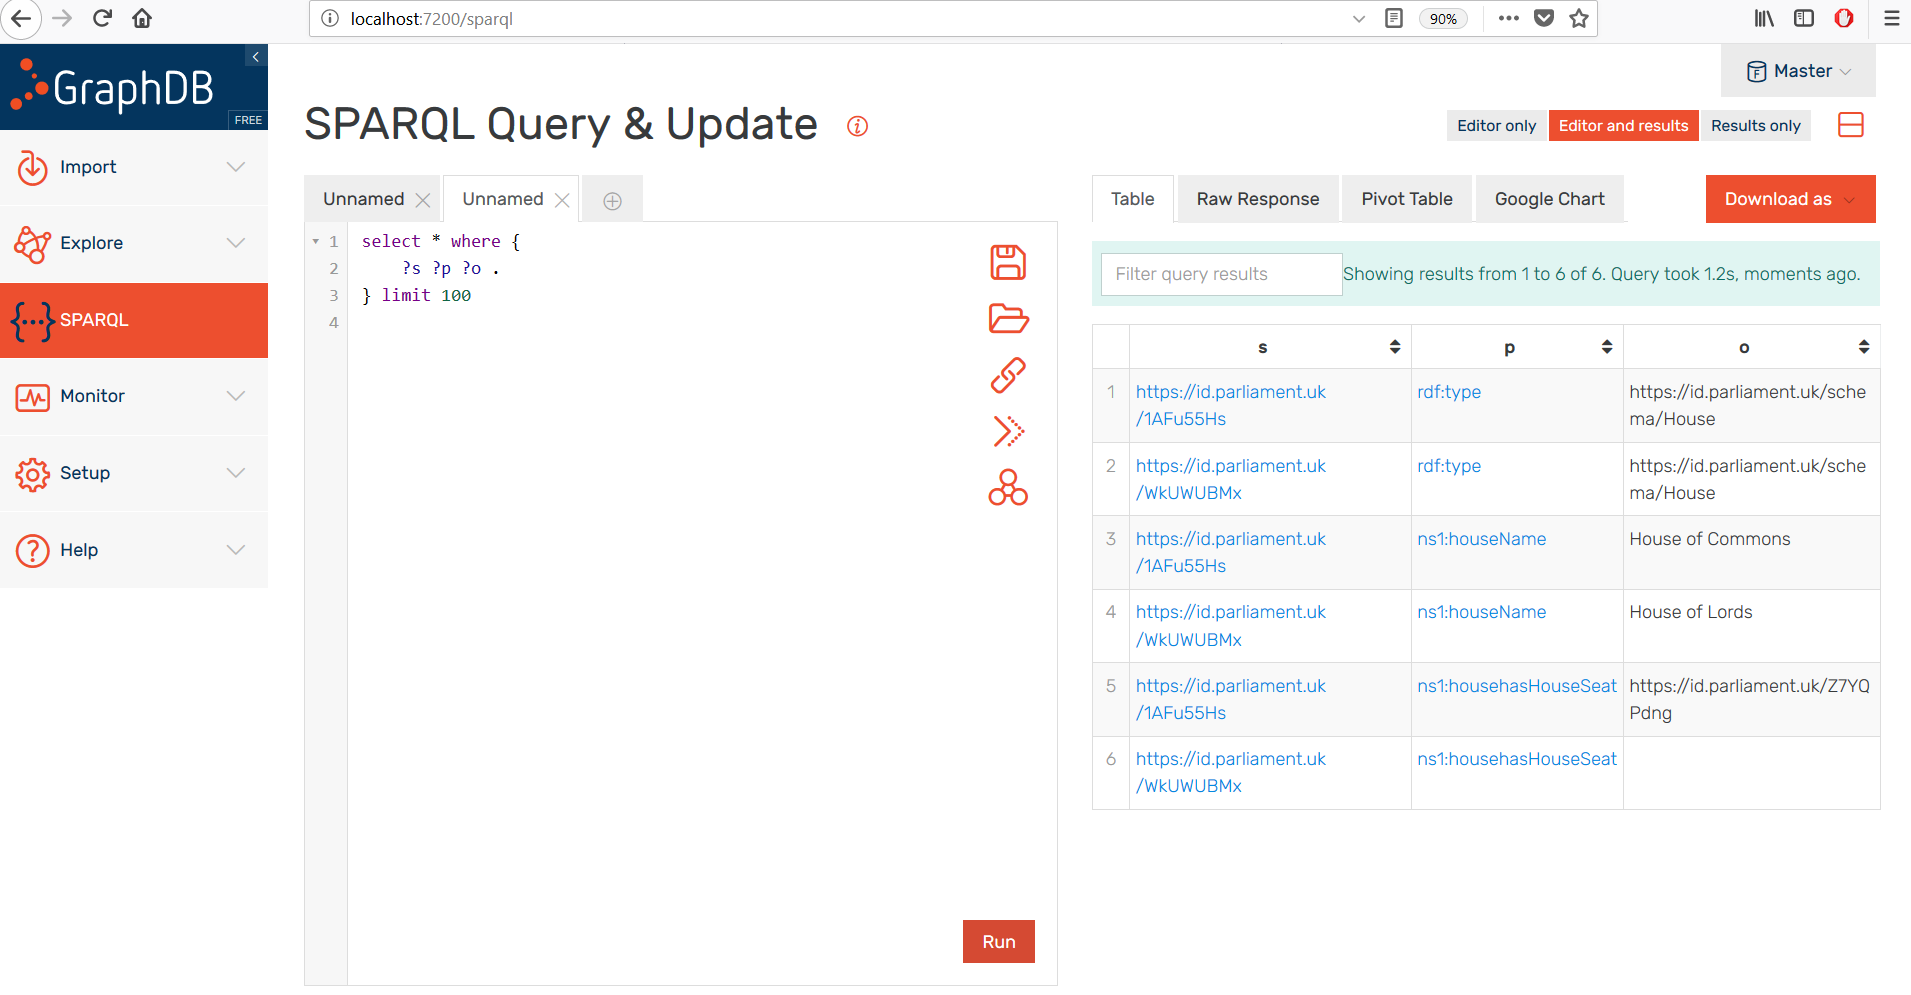 localhost:7200/sparql
90%
GraphDB
FREE
Import
Explore
SPARQL
Monitor
Setup
Help
F Master
SPARQL Query & Update
Editor only
Editor and results
Results only
Unnamed
Unnamed
1 select * where {
2 ?s ?p ?o .
3 } limit 100
4
Run
Table
Raw Response
Pivot Table
Google Chart
Download as
Filter query results
Showing results from 1 to 6 of 6. Query took 1.2s, moments ago.
s p o
1 https://id.parliament.uk rdf:type https://id.parliament.uk/sche
/1AFu55Hs ma/House
2 https://id.parliament.uk rdf:type https://id.parliament.uk/sche
/WkUWUBMx ma/House
3 https://id.parliament.uk ns1:houseName House of Commons
/1AFu55Hs
4 https://id.parliament.uk ns1:houseName House of Lords
/WkUWUBMx
5 https://id.parliament.uk ns1:househasHouseSeat https://id.parliament.uk/Z7YQ
/1AFu55Hs Pdng
6 https://id.parliament.uk ns1:househasHouseSeat
/WkUWUBMx